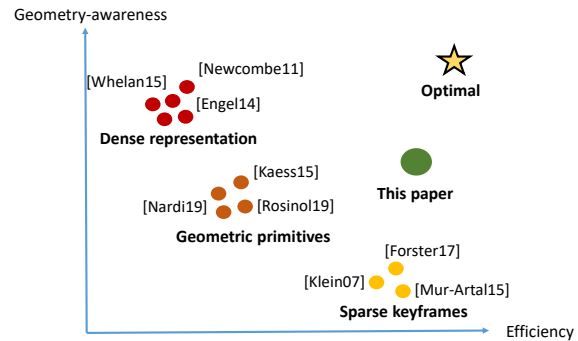 Geometry-awareness
[Newcombe11]
[Whelan15]
[Engel14]
Dense representation
Optimal
[Kaess15]
This paper
[Nardi19]
[Rosinol19]
Geometric primitives
[Forster17]
[Klein07]
[Mur-Artal15]
Sparse keyframes
Efficiency